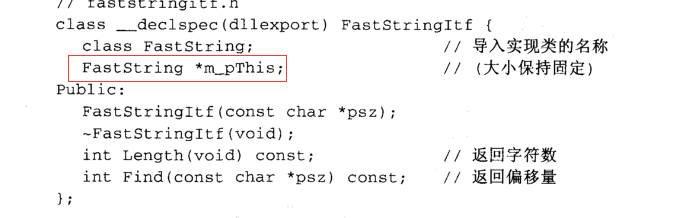 // faststringitf.h
class __declspec(dllexport) FastStringItf {
class FastString; // 导入实现类的名称
FastString *m_pThis; // (大小保持固定)
Public:
FastStringItf(const char *psz);
~FastStringItf(void);
int Length(void) const; // 返回字符数
int Find(const char *psz) const; // 返回偏移量
};